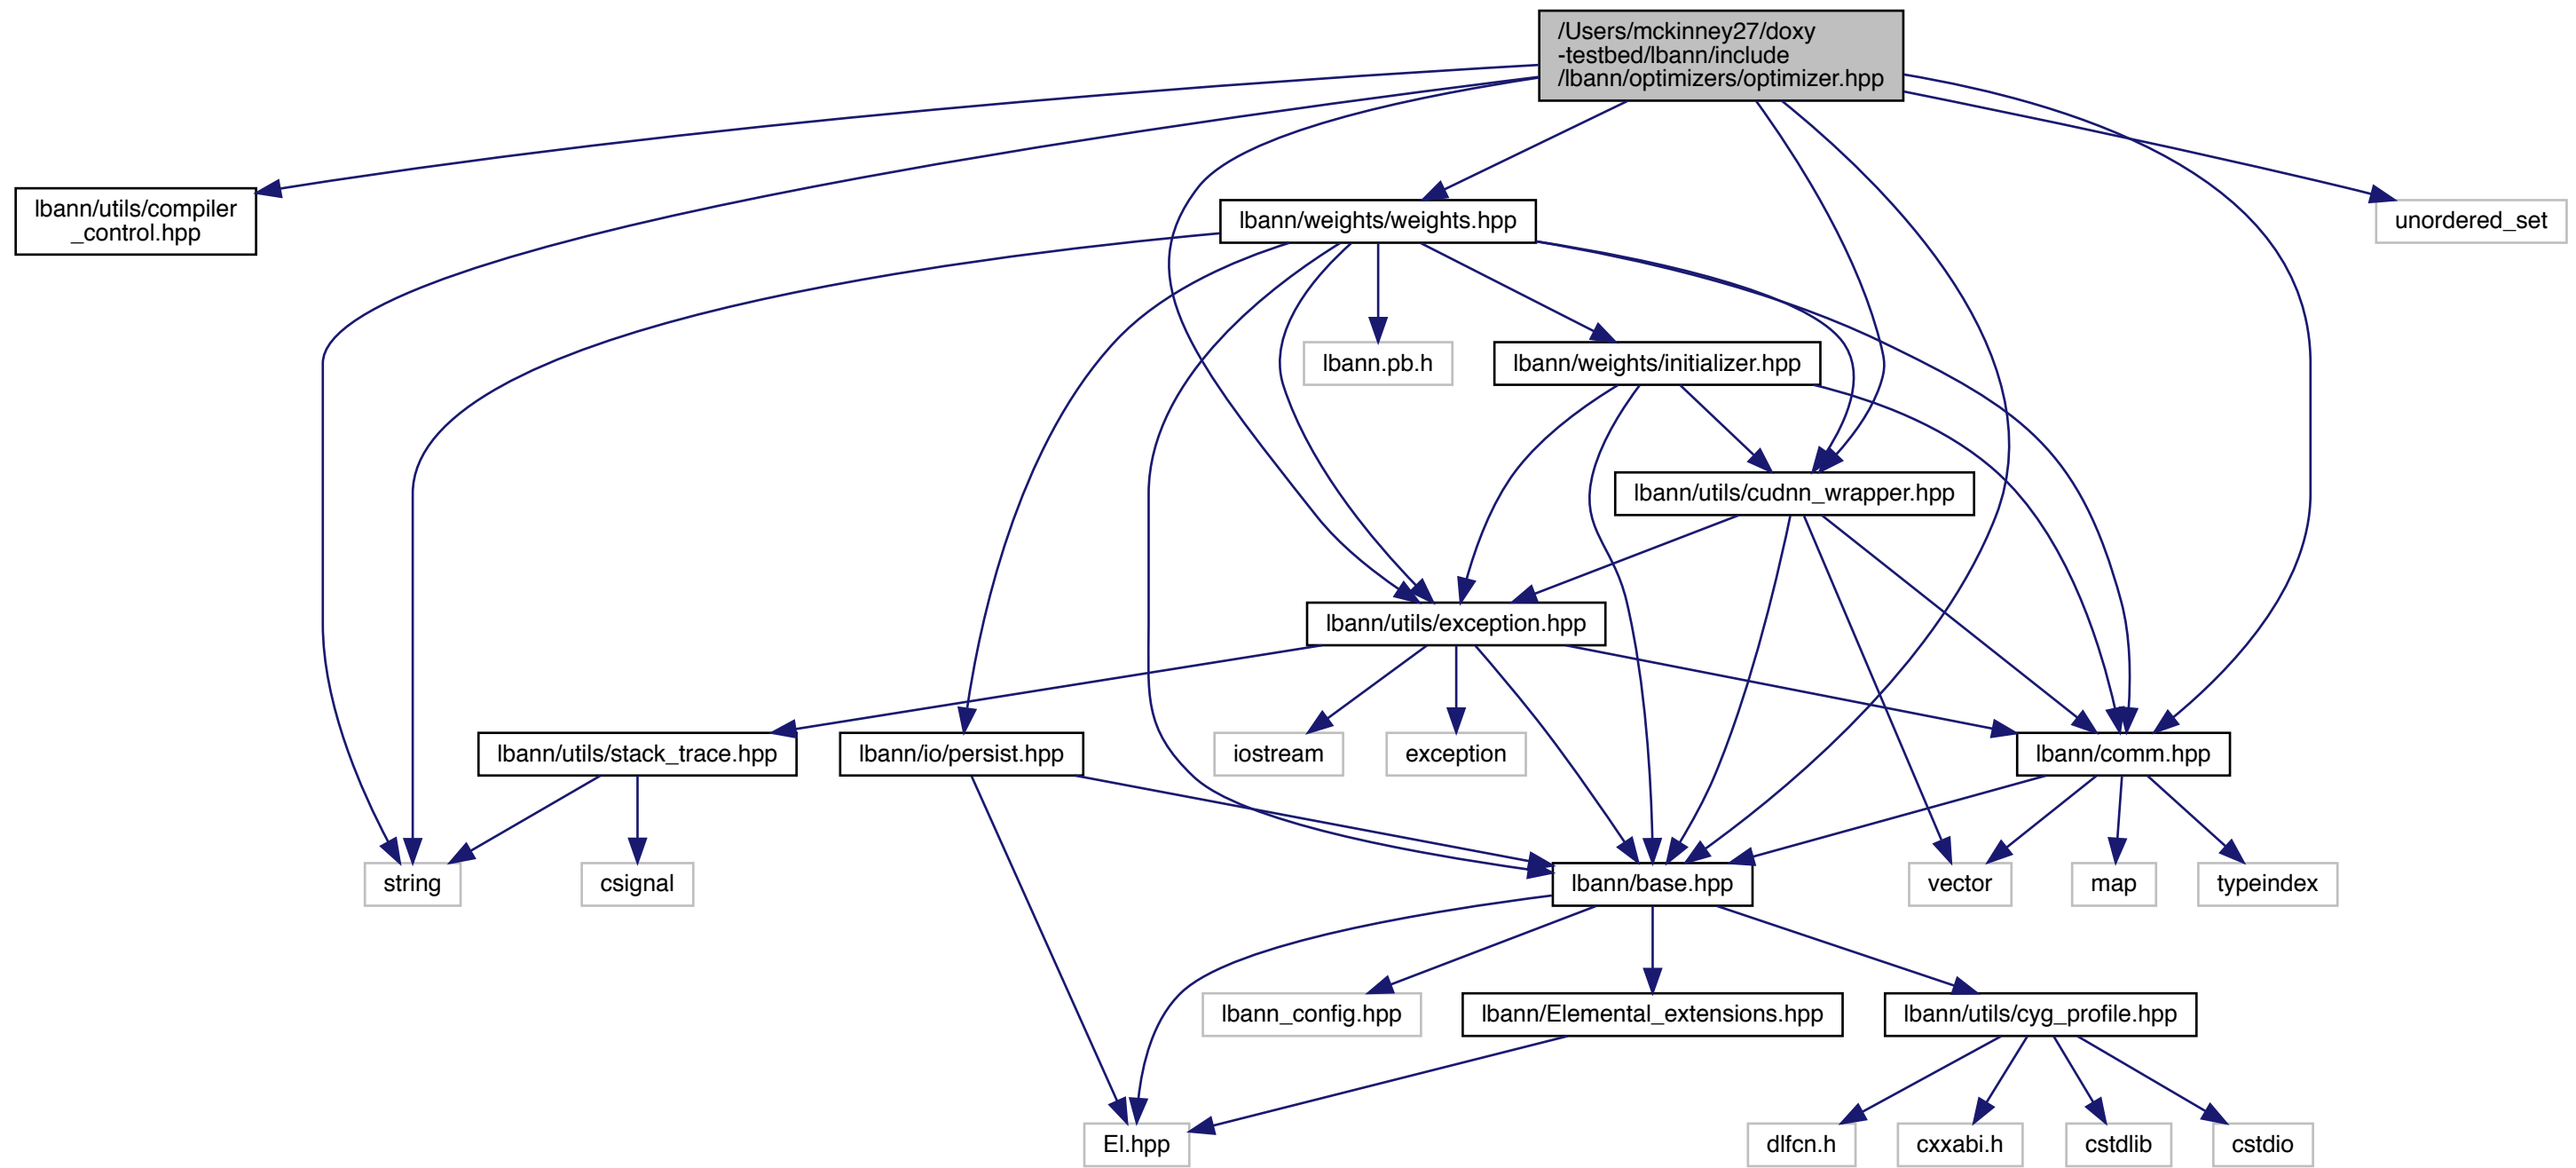 /Users/mckinney27/doxy
-testbed/lbann/include
/lbann/optimizers/optimizer.hpp
lbann/utils/compiler
_control.hpp
lbann/weights/weights.hpp
unordered_set
lbann.pb.h
lbann/weights/initializer.hpp
lbann/utils/cudnn_wrapper.hpp
lbann/utils/exception.hpp
lbann/utils/stack_trace.hpp
lbann/io/persist.hpp
iostream
exception
lbann/comm.hpp
string
csignal
lbann/base.hpp
vector
map
typeindex
lbann_config.hpp
lbann/Elemental_extensions.hpp
lbann/utils/cyg_profile.hpp
El.hpp
dlfcn.h
cxxabi.h
cstdlib
cstdio